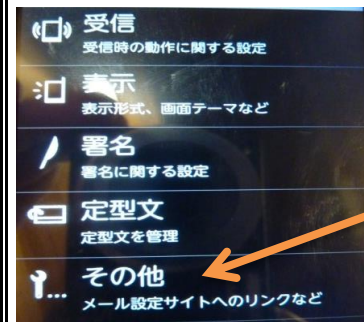 受信
受信時の動作に関する設定
表示
表示形式、画面テーマなど
署名
署名に関する設定
定型文
定型文を管理
その他
メール設定サイトへのリンクなど